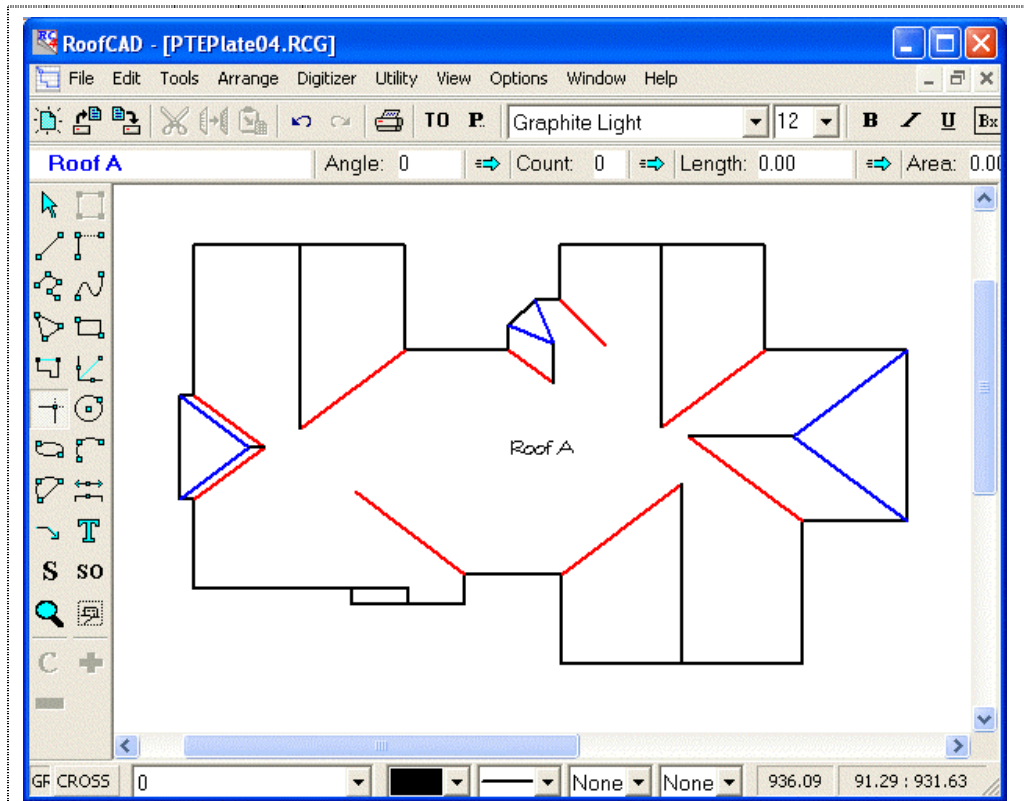 RoofCAD - [PTEPlate04.RCG]
File Edit Tools Arrange Digitizer Utility View Options Window Help
TO P. Graphite Light 12 B I U Bx
Roof A Angle: 0 Count: 0 Length: 0.00 Area: 0.00
Roof A
T
S SO
C
GF CROSS 0 None None 936.09 91.29 : 931.63